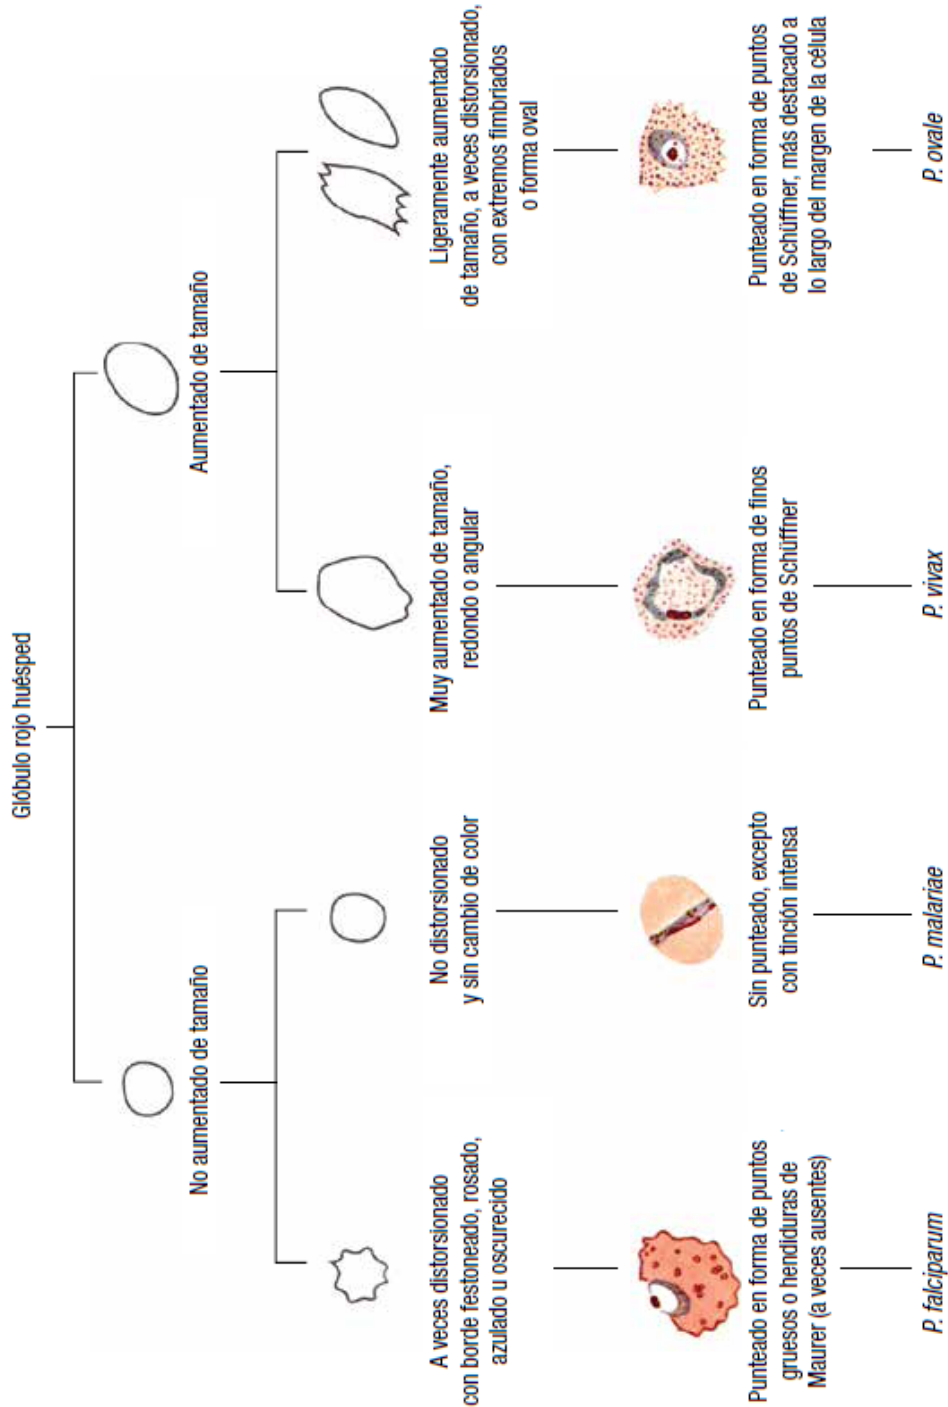 Glóbulo rojo huésped
No aumentado de tamaño
Aumentado de tamaño
A veces distorsionado
con borde festoneado, rosado,
azulado u oscurecido
No distorsionado
y sin cambio de color
Muy aumentado de tamaño,
redondo o angular
Ligeramente aumentado
de tamaño, a veces distorsionado,
con extremos fimbriados
o forma oval
Punteado en forma de puntos
gruesos o hendiduras de
Maurer (a veces ausentes)
Sin punteado, excepto
con tinción intensa
Punteado en forma de finos
puntos de Schüffner
Punteado en forma de puntos
de Schüffner, más destacado a
lo largo del margen de la célula
P. falciparum
P. malariae
P. vivax
P. ovale